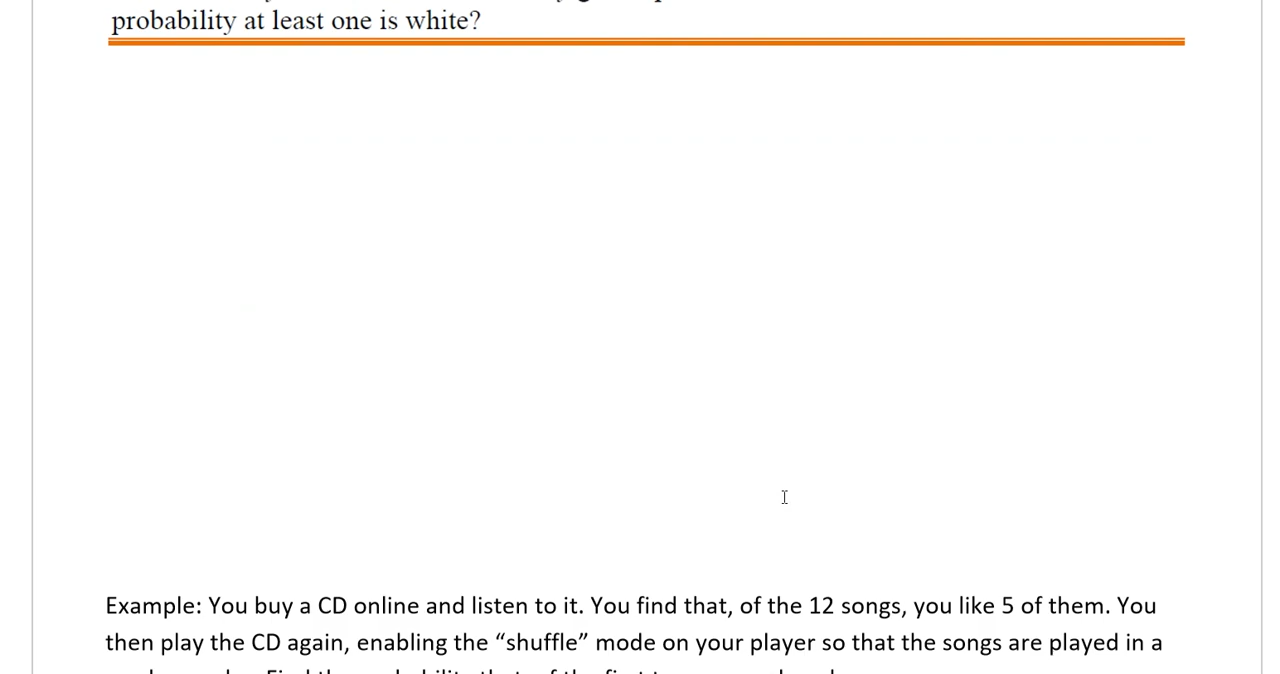 probability at least one is white?
Example: You buy a CD online and listen to it. You find that, of the 12 songs, you like 5 of them. You
then play the CD again, enabling the “shuffle” mode on your player so that the songs are played in a